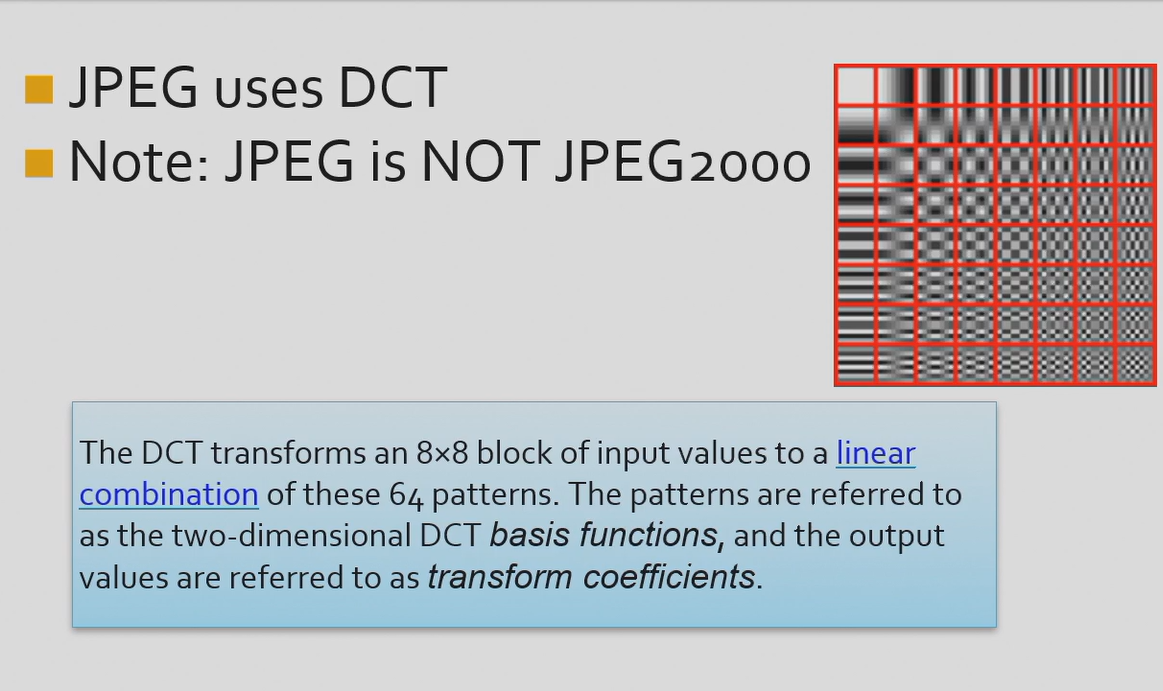 JPEG uses DCT
Note: JPEG is NOT JPEG2000
The DCT transforms an 8×8 block of input values to a linear
combination of these 64 patterns. The patterns are referred to
as the two-dimensional DCT basis functions, and the output
values are referred to as transform coefficients.